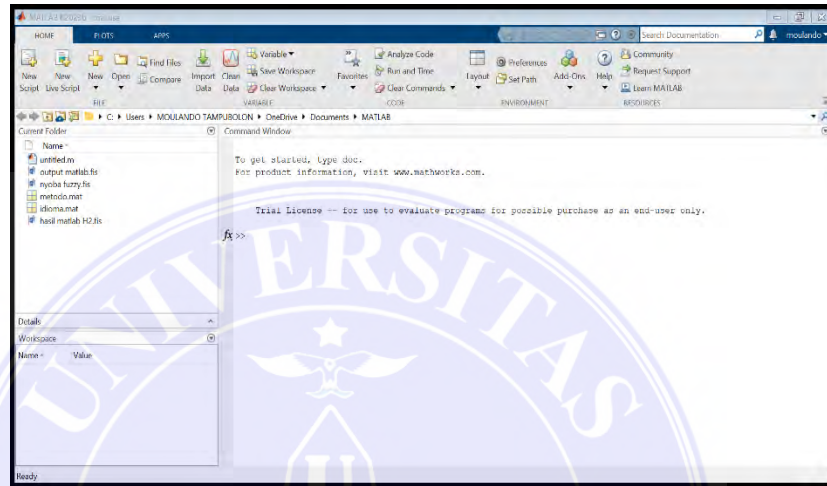 HOME PLOTS APPS Search Documentation moulando
New Script
New Live Script
New
Open
Find Files
Compare
FILE
Import Data
Clean Data
Variable
Save Workspace
Clear Workspace
VARIABLE
Favorites
Analyze Code
Run and Time
Clear Commands
CODE
Layout
Preferences
Set Path
Add-Ons
ENVIRONMENT
Help
Community
Request Support
Learn MATLAB
RESOURCES
C: Users MOULANDO TAMPUBOLON OneDrive Documents MATLAB
Current Folder
Name
untitled.m
output matlab.fis
nyoba fuzzy.fis
metodo.mat
idioma.mat
hasil matlab H2.fis
Details
Workspace
Name Value
Command Window
To get started, type doc.
For product information, visit www.mathworks.com.
Trial License -- for use to evaluate programs for possible purchase as an end-user only.
fx >>
Ready
UNIVERSITAS